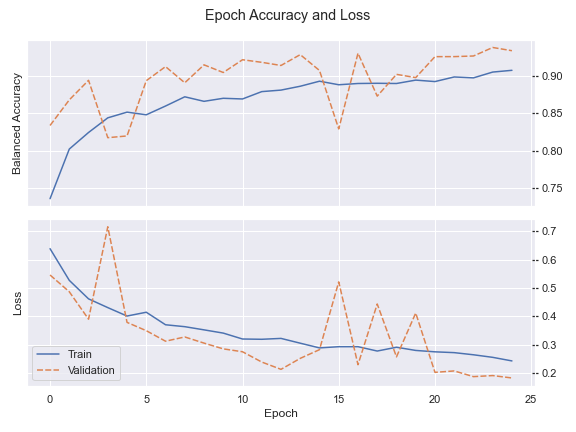 Epoch Accuracy and Loss
Balanced Accuracy
0.90
0.85
0.80
0.75
Loss
0.7
0.6
0.5
0.4
0.3
0.2
Train
Validation
0 5 10 15 20 25
Epoch